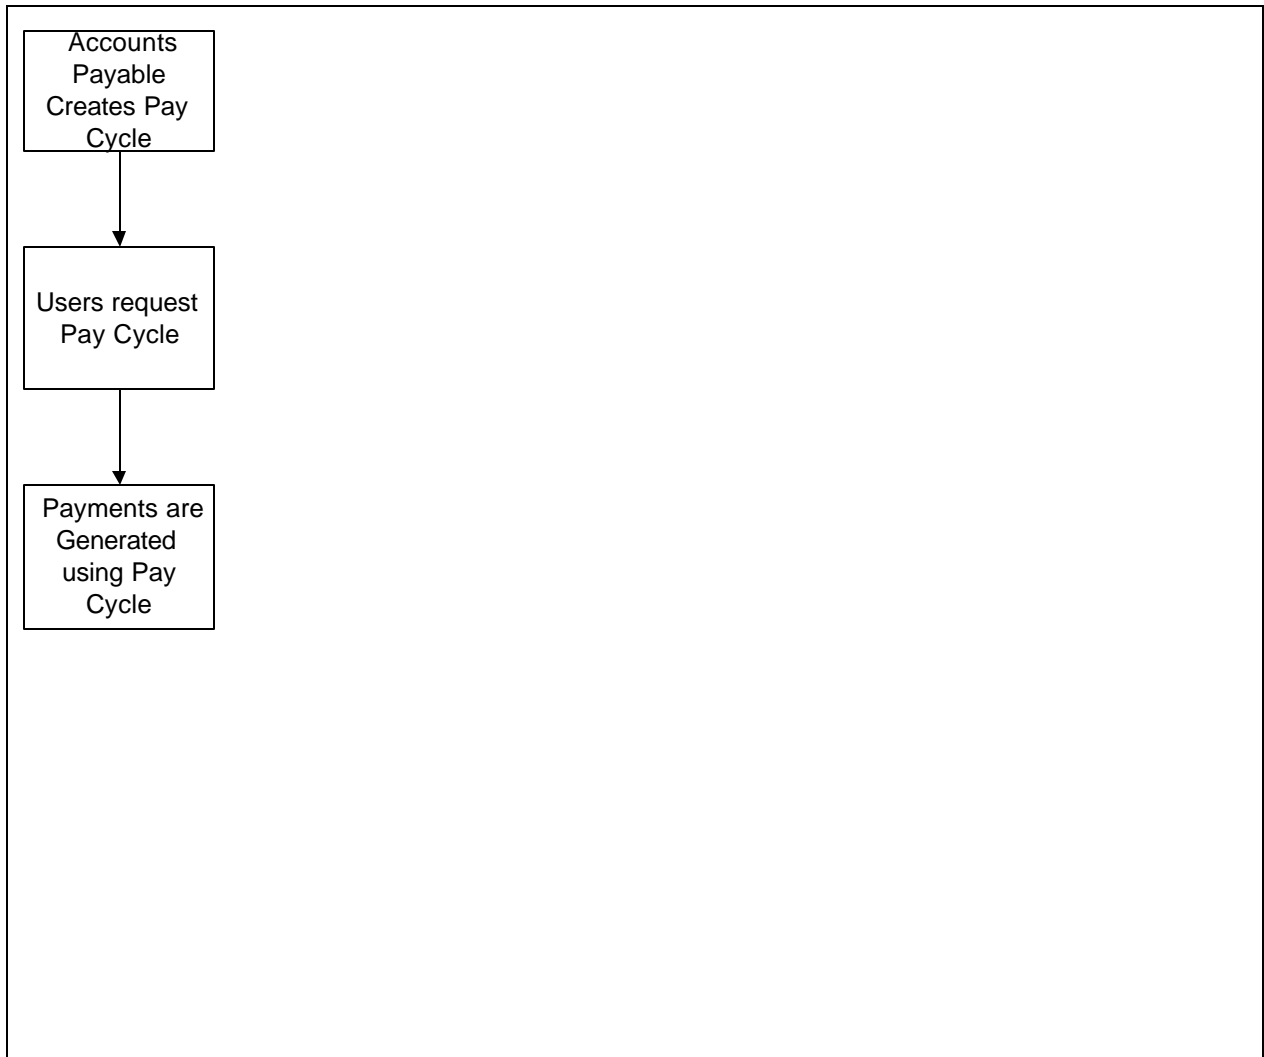 Accounts
Payable
Creates Pay
Cycle
Users request
Pay Cycle
Payments are
Generated
using Pay
Cycle